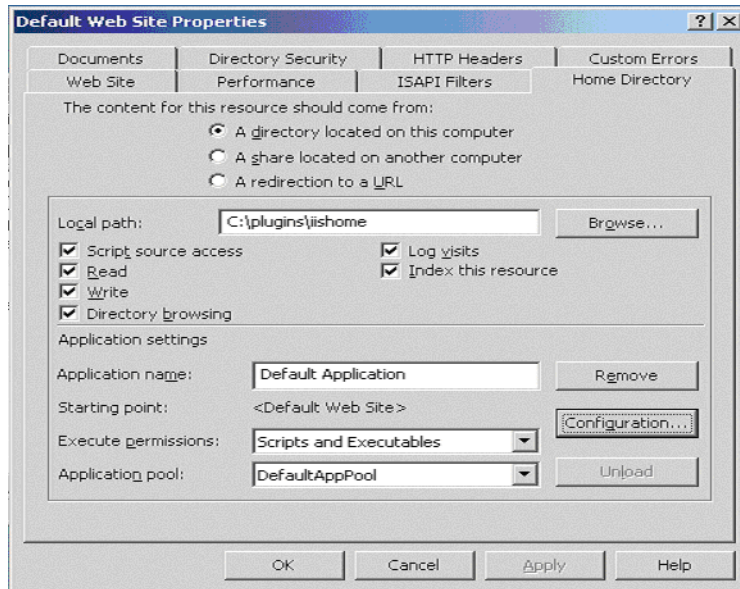 Default Web Site Properties
Documents Directory Security HTTP Headers Custom Errors
Web Site Performance ISAPI Filters Home Directory
The content for this resource should come from:
A directory located on this computer
A share located on another computer
A redirection to a URL
Local path: C:\plugins\iishome Browse...
Script source access Log visits
Read Index this resource
Write
Directory browsing
Application settings
Application name: Default Application Remove
Starting point: <Default Web Site>
Configuration...
Execute permissions: Scripts and Executables
Application pool: DefaultAppPool Unload
OK Cancel Apply Help